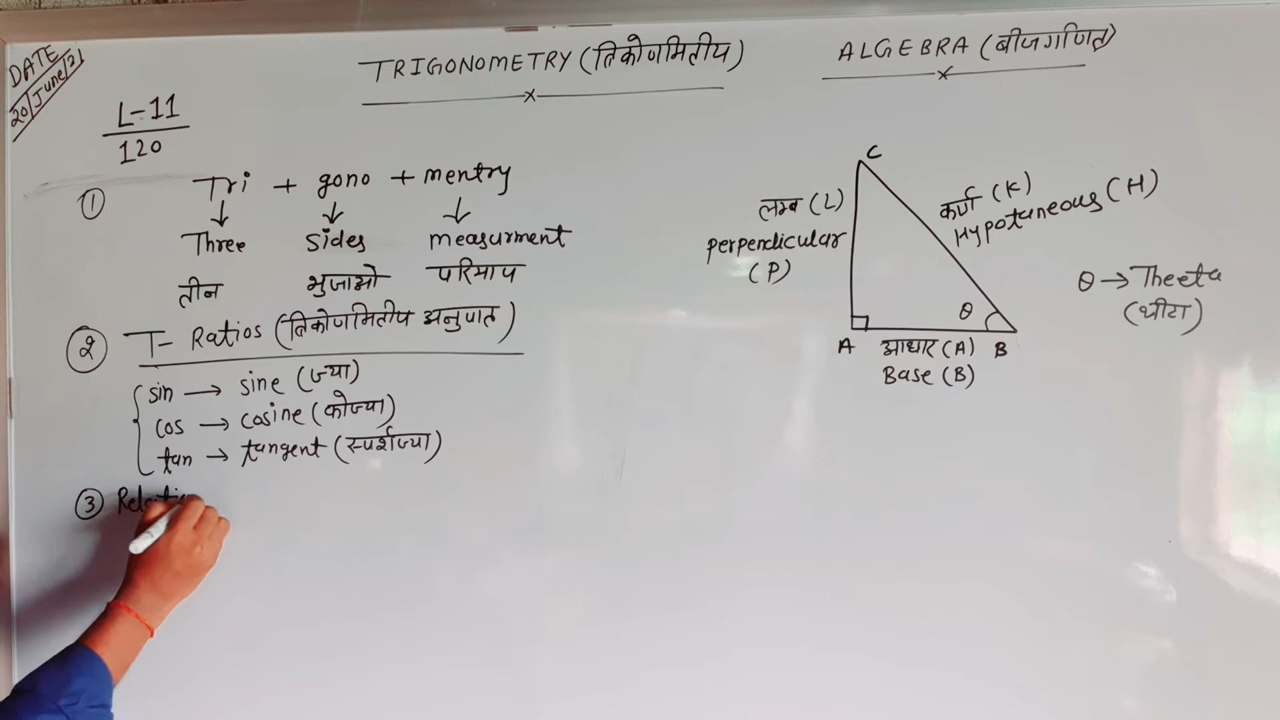 DATE
20/June/21
TRIGONOMETRY (त्रिकोणमितीय)
ALGEBRA (बीजगणित)
L-11
120
① Tri + gono + mentry
Three sides measurment
तीन भुजाओ परिमाप
② T- Ratios (त्रिकोणमितीय अनुपात)
sin → sine (ज्या)
cos → cosine (कोज्या)
tan → tangent (स्पर्शज्या)
③
C
लम्ब (L)
perpendicular
(P)
कर्ण (K)
Hypotaneous (H)
θ
A आधार (A) B
Base (B)
θ → Theeta
(थीटा)